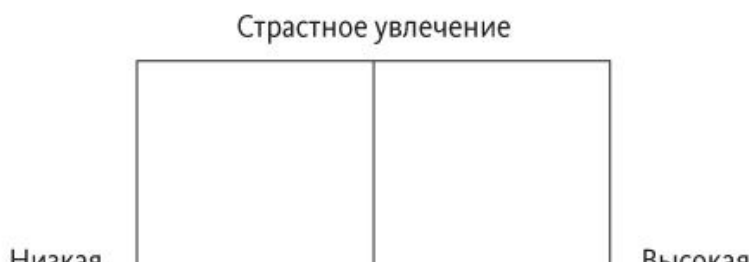 Страстное увлечение
Низкая
Высокая